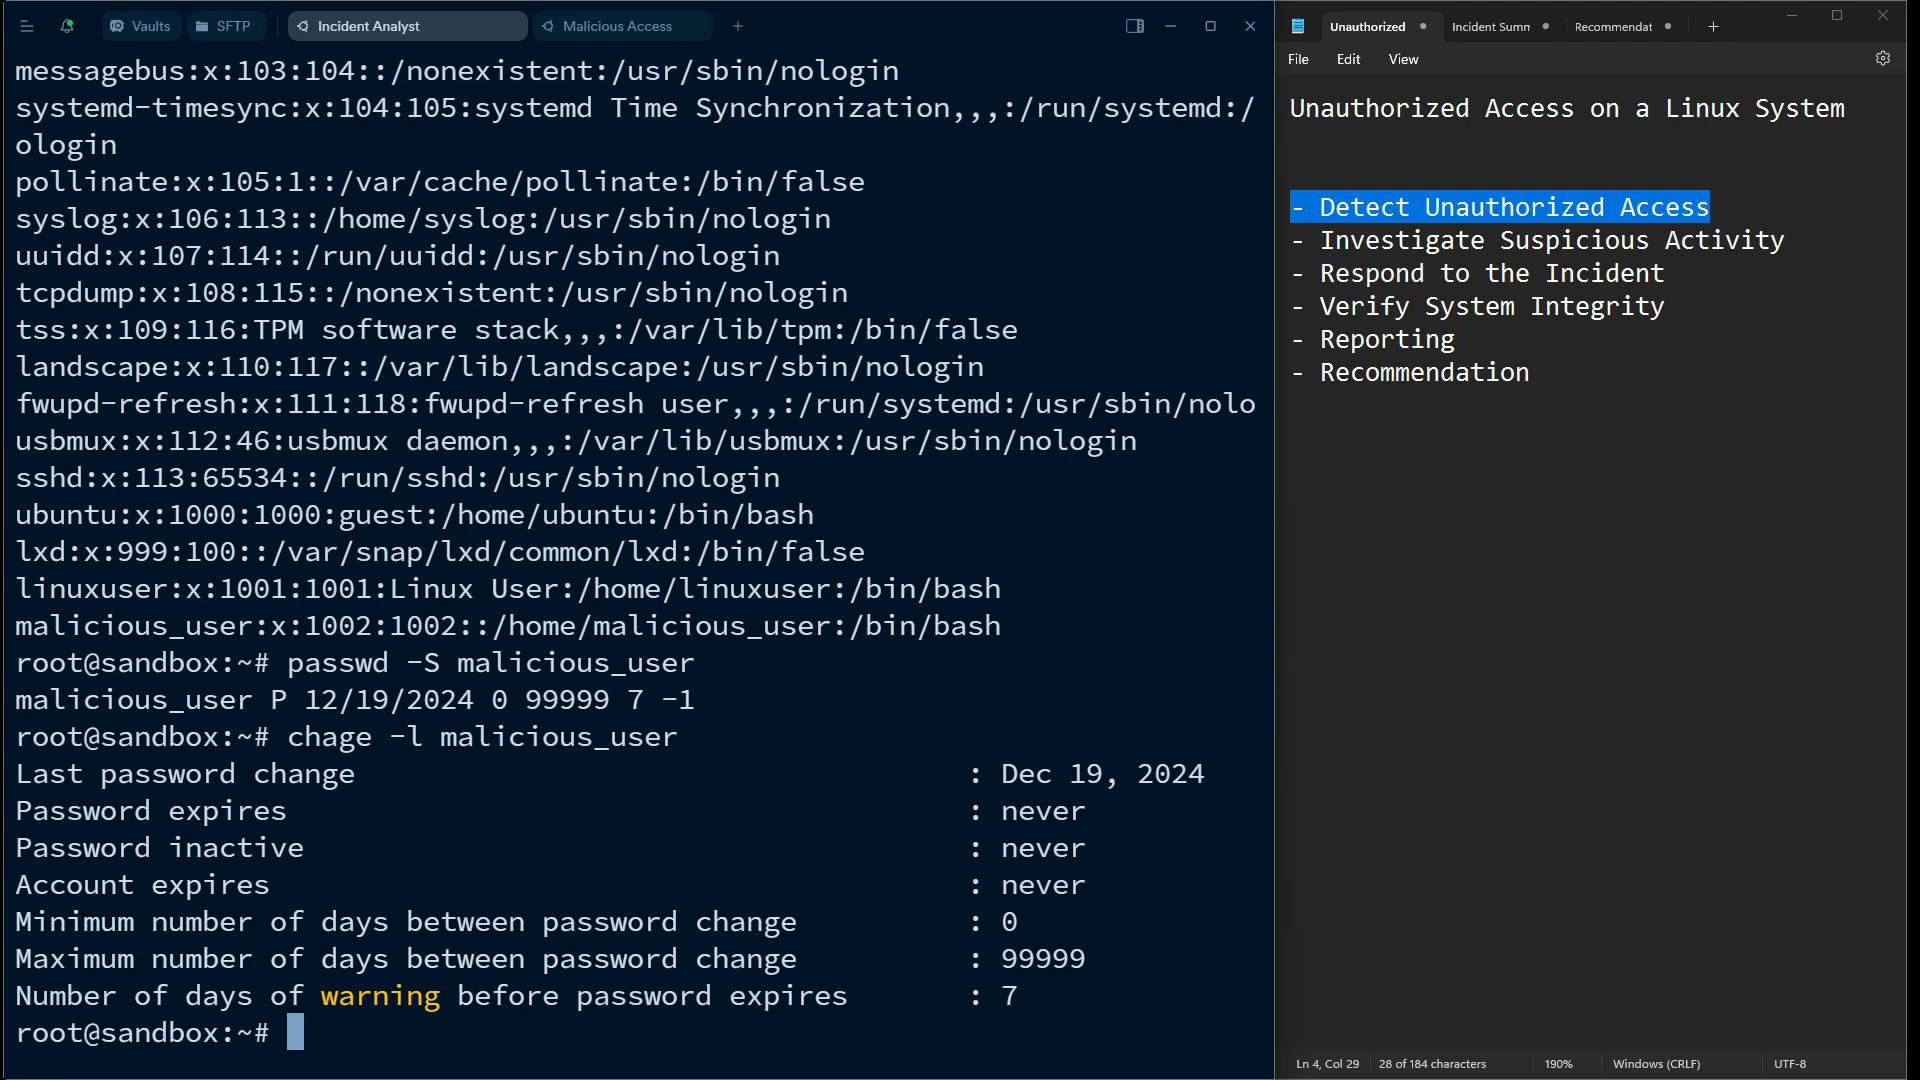 Vaults
SFTP
Incident Analyst
Malicious Access
messagebus:x:103:104::/nonexistent:/usr/sbin/nologin
systemd-timesync:x:104:105:systemd Time Synchronization,,,:/run/systemd:/
ologin
pollinate:x:105:1::/var/cache/pollinate:/bin/false
syslog:x:106:113::/home/syslog:/usr/sbin/nologin
uuidd:x:107:114::/run/uuidd:/usr/sbin/nologin
tcpdump:x:108:115::/nonexistent:/usr/sbin/nologin
tss:x:109:116:TPM software stack,,,:/var/lib/tpm:/bin/false
landscape:x:110:117::/var/lib/landscape:/usr/sbin/nologin
fwupd-refresh:x:111:118:fwupd-refresh user,,,:/run/systemd:/usr/sbin/nolo
usbmux:x:112:46:usbmux daemon,,,:/var/lib/usbmux:/usr/sbin/nologin
sshd:x:113:65534::/run/sshd:/usr/sbin/nologin
ubuntu:x:1000:1000:guest:/home/ubuntu:/bin/bash
lxd:x:999:100::/var/snap/lxd/common/lxd:/bin/false
linuxuser:x:1001:1001:Linux User:/home/linuxuser:/bin/bash
malicious_user:x:1002:1002::/home/malicious_user:/bin/bash
root@sandbox:~# passwd -S malicious_user
malicious_user P 12/19/2024 0 99999 7 -1
root@sandbox:~# chage -l malicious_user
Last password change : Dec 19, 2024
Password expires : never
Password inactive : never
Account expires : never
Minimum number of days between password change : 0
Maximum number of days between password change : 99999
Number of days of warning before password expires : 7
root@sandbox:~#
Unauthorized
Incident Summ
Recommendat
File Edit View
Unauthorized Access on a Linux System
- Detect Unauthorized Access
- Investigate Suspicious Activity
- Respond to the Incident
- Verify System Integrity
- Reporting
- Recommendation
Ln 4, Col 29 28 of 184 characters 190% Windows (CRLF) UTF-8